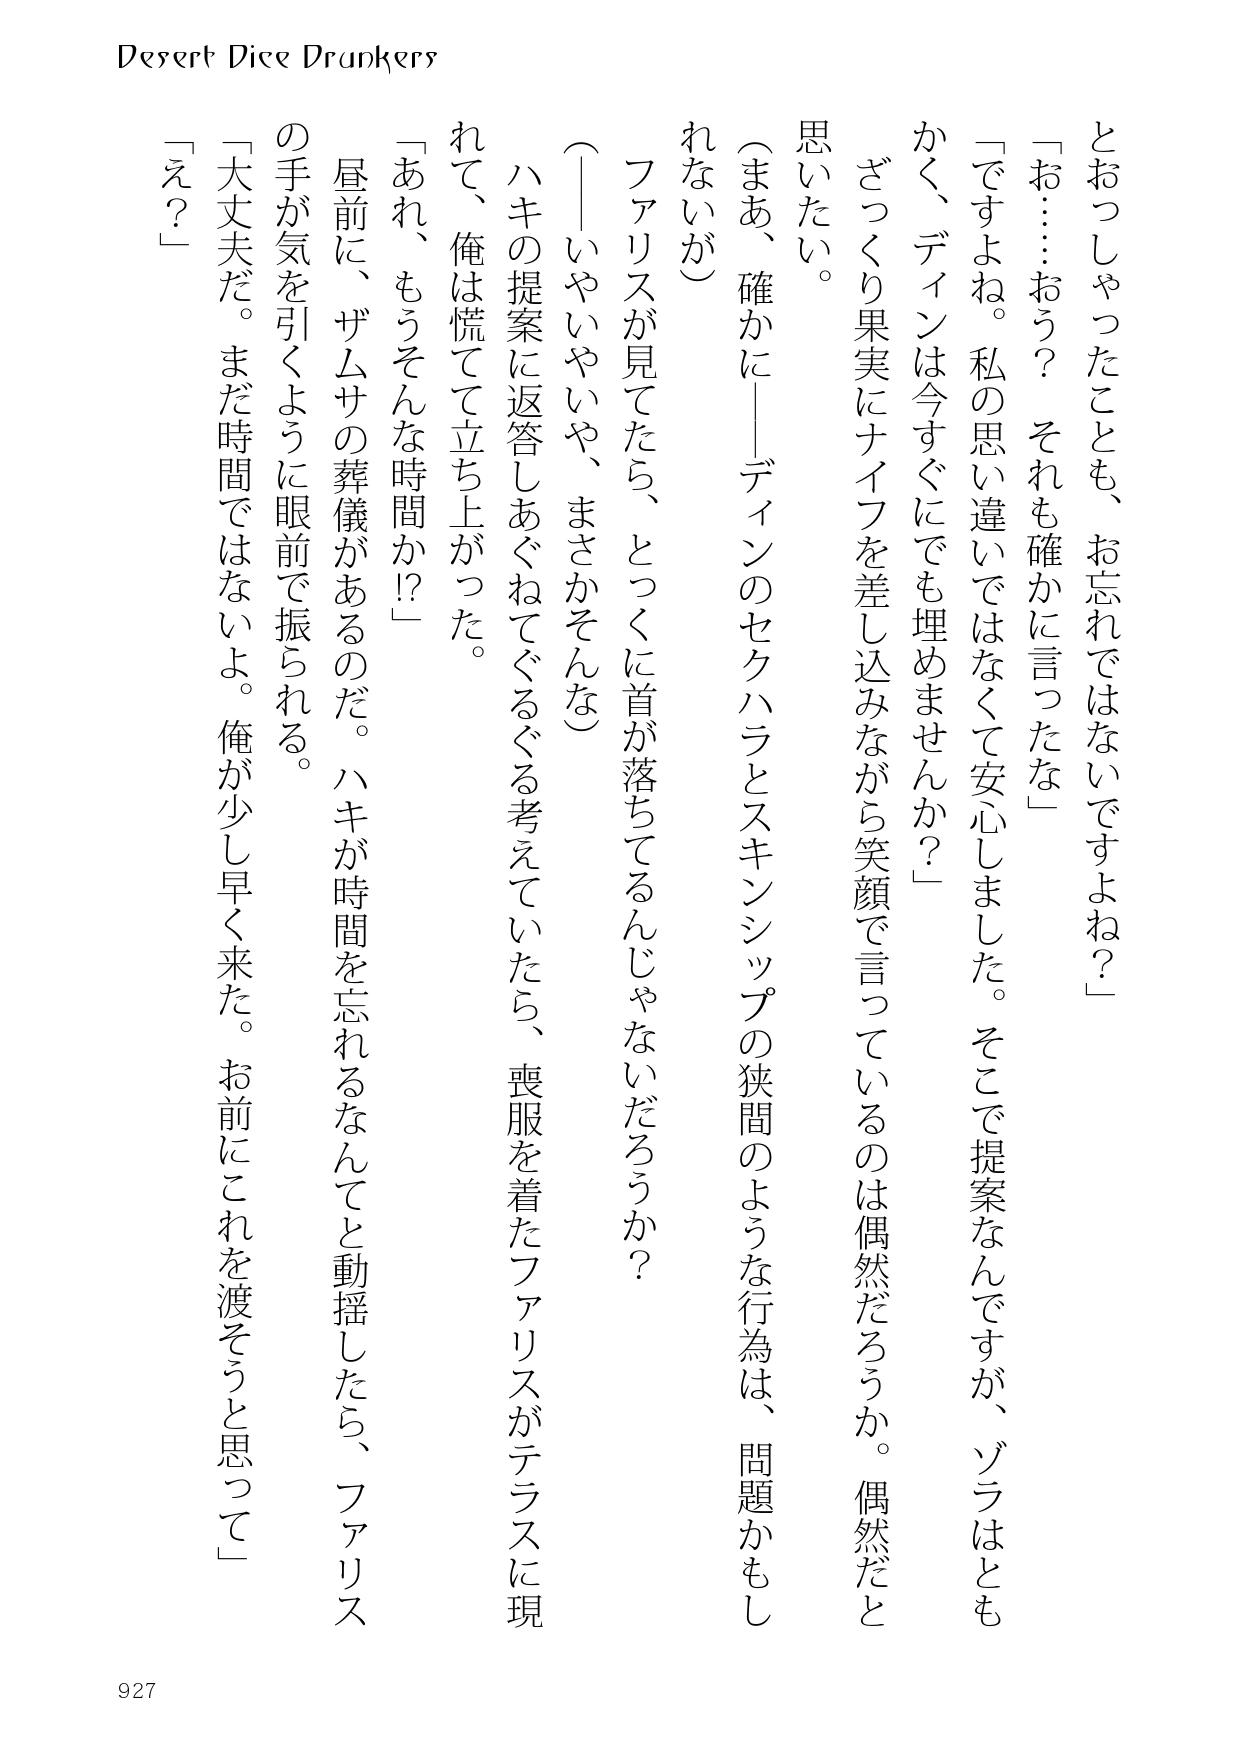 Desert Dice Drunkers
とおっしゃったことも、お忘れではないですよね？」
「お……おう？　それも確かに言ったな」
「ですよね。私の思い違いではなくて安心しました。そこで提案なんですが、ゾラはとも
かく、ディンは今すぐにでも埋めませんか？」
　ざっくり果実にナイフを差し込みながら笑顔で言っているのは偶然だろうか。偶然だと
思いたい。
（まあ、確かに――ディンのセクハラとスキンシップの狭間のような行為は、問題かもし
れないが）
　ファリスが見てたら、とっくに首が落ちてるんじゃないだろうか？
（――いやいやいや、まさかそんな）
　ハキの提案に返答しあぐねてぐるぐる考えていたら、喪服を着たファリスがテラスに現
れて、俺は慌てて立ち上がった。
「あれ、もうそんな時間か!?」
　昼前に、ザムサの葬儀があるのだ。ハキが時間を忘れるなんてと動揺したら、ファリス
の手が気を引くように眼前で振られる。
「大丈夫だ。まだ時間ではないよ。俺が少し早く来た。お前にこれを渡そうと思って」
「え？」
927